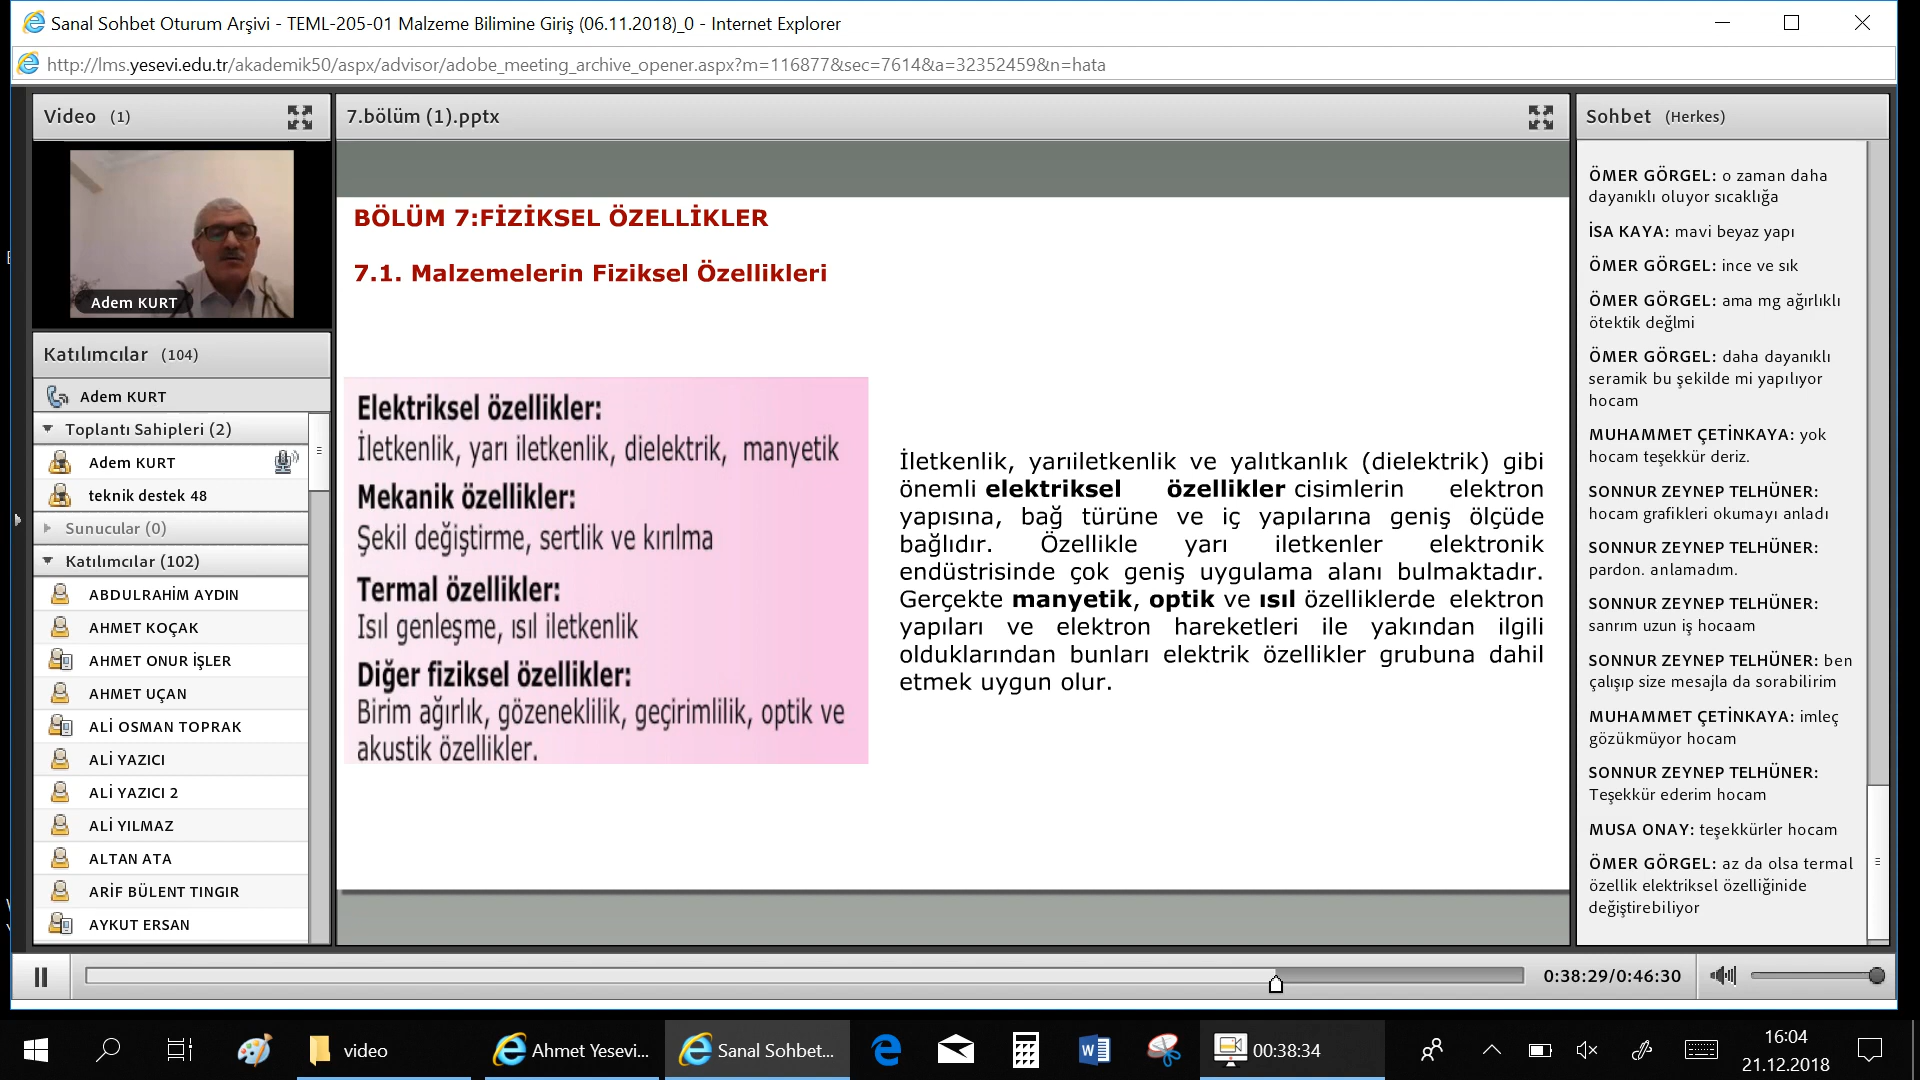 Sanal Sohbet Oturum Arşivi - TEML-205-01 Malzeme Bilimine Giriş (06.11.2018)_0 - Internet Explorer
http://lms.yesevi.edu.tr/akademik50/aspx/advisor/adobe_meeting_archive_opener.aspx?m=116877&sec=7614&a=32352459&n=hata
Video (1)
Adem KURT
Katılımcılar (104)
Adem KURT
Toplantı Sahipleri (2)
Adem KURT
teknik destek 48
Sunucular (0)
Katılımcılar (102)
ABDULRAHİM AYDIN
AHMET KOÇAK
AHMET ONUR İŞLER
AHMET UÇAN
ALİ OSMAN TOPRAK
ALİ YAZICI
ALİ YAZICI 2
ALİ YILMAZ
ALTAN ATA
ARİF BÜLENT TINGIR
AYKUT ERSAN
7.bölüm (1).pptx
BÖLÜM 7:FİZİKSEL ÖZELLİKLER
7.1. Malzemelerin Fiziksel Özellikleri
Elektriksel özellikler:
İletkenlik, yarı iletkenlik, dielektrik, manyetik
Mekanik özellikler:
Şekil değiştirme, sertlik ve kırılma
Termal özellikler:
Isıl genleşme, ısıl iletkenlik
Diğer fiziksel özellikler:
Birim ağırlık, gözeneklilik, geçirimlilik, optik ve
akustik özellikler.
İletkenlik, yarıiletkenlik ve yalıtkanlık (dielektrik) gibi
önemli elektriksel özellikler cisimlerin elektron
yapısına, bağ türüne ve iç yapılarına geniş ölçüde
bağlıdır. Özellikle yarı iletkenler elektronik
endüstrisinde çok geniş uygulama alanı bulmaktadır.
Gerçekte manyetik, optik ve ısıl özelliklerde elektron
yapıları ve elektron hareketleri ile yakından ilgili
olduklarından bunları elektrik özellikler grubuna dahil
etmek uygun olur.
Sohbet (Herkes)
ÖMER GÖRGEL: o zaman daha
dayanıklı oluyor sıcaklığa
İSA KAYA: mavi beyaz yapı
ÖMER GÖRGEL: ince ve sık
ÖMER GÖRGEL: ama mg ağırlıklı
ötektik değlmi
ÖMER GÖRGEL: daha dayanıklı
seramik bu şekilde mi yapılıyor
hocam
MUHAMMET ÇETİNKAYA: yok
hocam teşekkür deriz.
SONNUR ZEYNEP TELHÜNER:
hocam grafikleri okumayı anladı
SONNUR ZEYNEP TELHÜNER:
pardon. anlamadım.
SONNUR ZEYNEP TELHÜNER:
sanrım uzun iş hocaam
SONNUR ZEYNEP TELHÜNER: ben
çalışıp size mesajla da sorabilirim
MUHAMMET ÇETİNKAYA: imleç
gözükmüyor hocam
SONNUR ZEYNEP TELHÜNER:
Teşekkür ederim hocam
MUSA ONAY: teşekkürler hocam
ÖMER GÖRGEL: az da olsa termal
özellik elektriksel özelliğinide
değiştirebiliyor
0:38:29/0:46:30
video
Ahmet Yesevi...
Sanal Sohbet...
00:38:34
16:04
21.12.2018